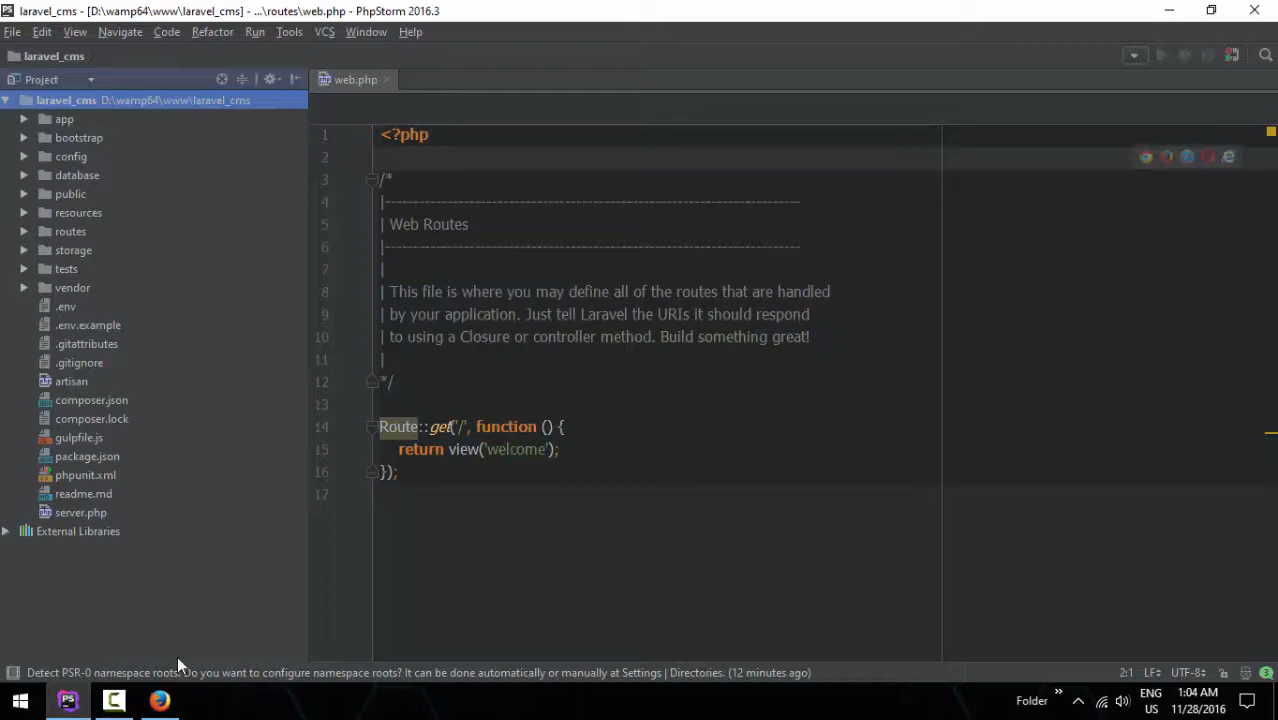 laravel_cms - [D:\wamp64\www\laravel_cms] - ...\routes\web.php - PhpStorm 2016.3
File Edit View Navigate Code Refactor Run Tools VCS Window Help
laravel_cms
Project
web.php
laravel_cms D:\wamp64\www\laravel_cms
app
bootstrap
config
database
public
resources
routes
storage
tests
vendor
.env
.env.example
.gitattributes
.gitignore
artisan
composer.json
composer.lock
gulpfile.js
package.json
phpunit.xml
readme.md
server.php
External Libraries
1 <?php
2
3 /*
4 |--------------------------------------------------------------------------
5 | Web Routes
6 |--------------------------------------------------------------------------
7 |
8 | This file is where you may define all of the routes that are handled
9 | by your application. Just tell Laravel the URIs it should respond
10 | to using a Closure or controller method. Build something great!
11 |
12 */
13
14 Route::get('/', function () {
15 return view('welcome');
16 });
17
Detect PSR-0 namespace roots: Do you want to configure namespace roots? It can be done automatically or manually at Settings | Directories. (12 minutes ago)
2:1 LF÷ UTF-8÷ 3
PS
Folder
ENG
US
1:04 AM
11/28/2016